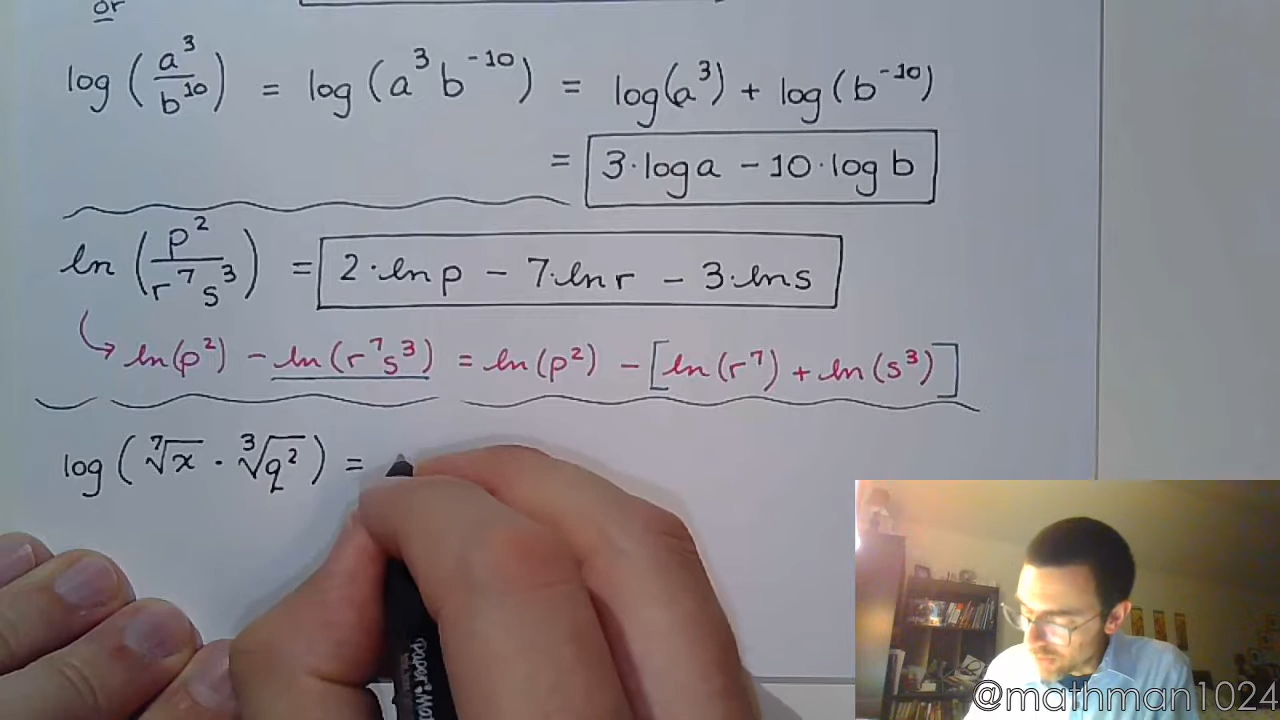 or
log (a³/b¹⁰) = log (a³ b⁻¹⁰) = log(a³) + log(b⁻¹⁰)
= 3·log a − 10·log b
ln (p²/r⁷s³) = 2·ln p − 7·ln r − 3·ln s
↳ ln(p²) − ln(r⁷s³) = ln(p²) − [ln(r⁷) + ln(s³)]
log (⁷√x · ³√q²) =
@mathman1024